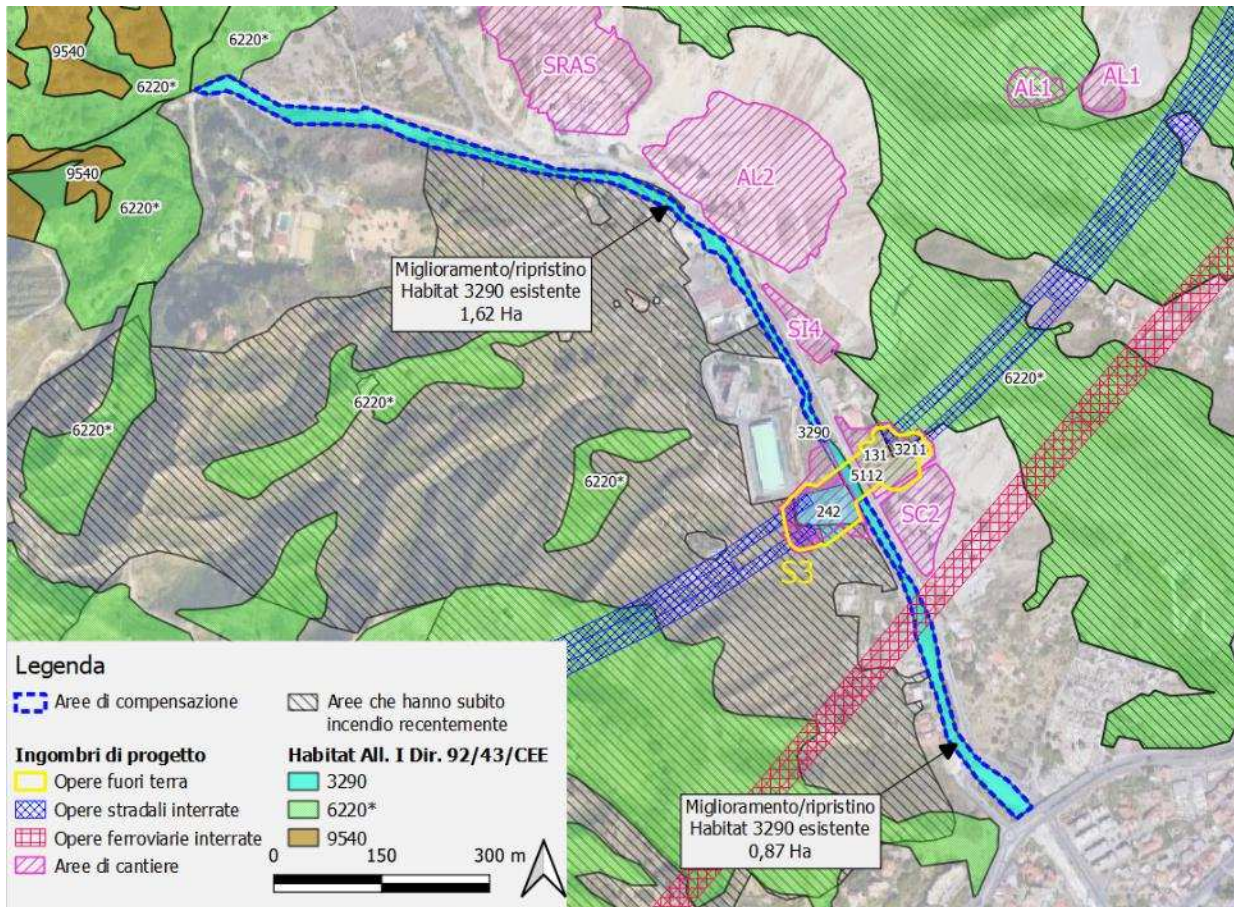 9540
6220*
6220*
SRAS
AL1
AL1
9540
6220*
AL2
Miglioramento/ripristino
Habitat 3290 esistente
1,62 Ha
SI4
6220*
6220*
6220*
6220*
3290
131
3211
5112
242
SC2
S3
Legenda
Aree di compensazione
Aree che hanno subito
incendio recentemente
Ingombri di progetto
Opere fuori terra
Opere stradali interrate
Opere ferroviarie interrate
Aree di cantiere
Habitat All. I Dir. 92/43/CEE
3290
6220*
9540
0 150 300 m
Miglioramento/ripristino
Habitat 3290 esistente
0,87 Ha